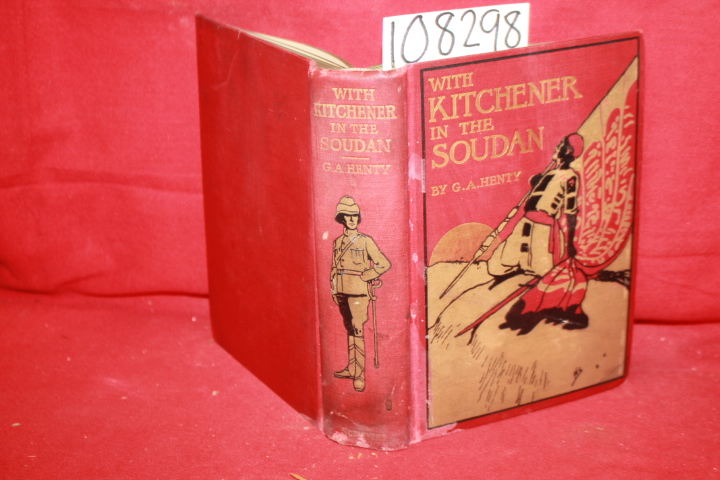 108298
WITH
KITCHENER
IN THE
SOUDAN
G.A. HENTY
WITH
KITCHENER
IN THE
SOUDAN
BY G.A. HENTY